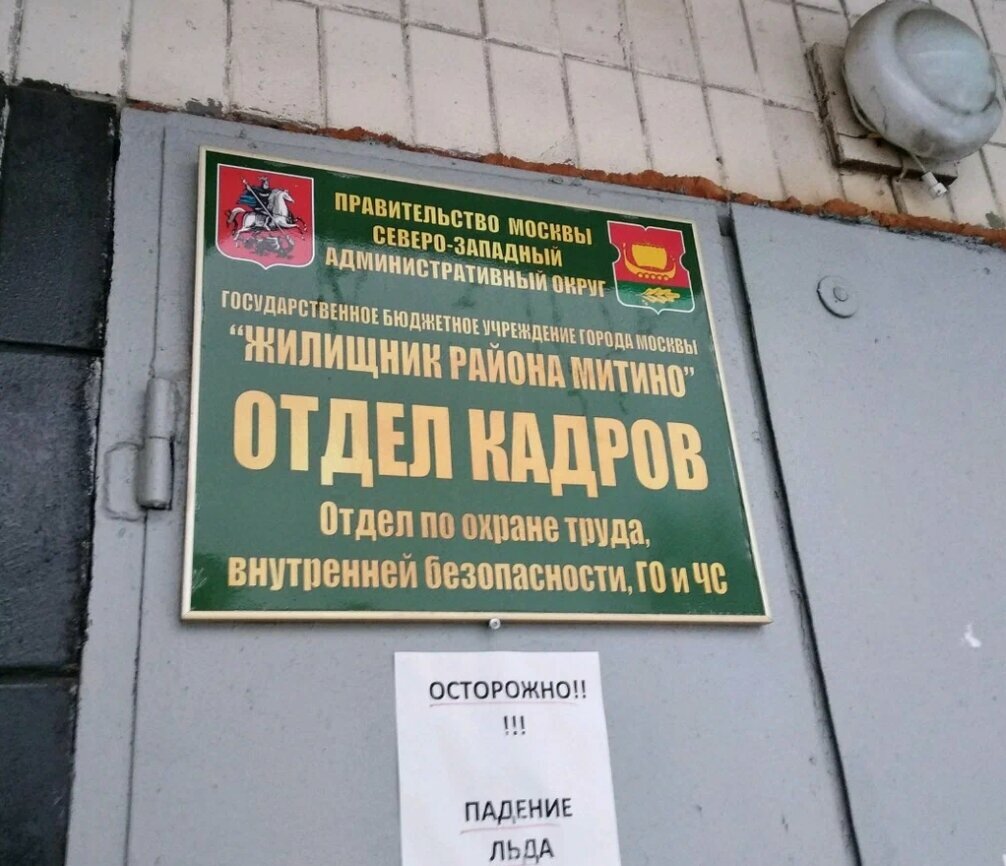 ПРАВИТЕЛЬСТВО МОСКВЫ
СЕВЕРО-ЗАПАДНЫЙ
АДМИНИСТРАТИВНЫЙ ОКРУГ
ГОСУДАРСТВЕННОЕ БЮДЖЕТНОЕ УЧРЕЖДЕНИЕ ГОРОДА МОСКВЫ
“ЖИЛИЩНИК РАЙОНА МИТИНО”
ОТДЕЛ КАДРОВ
Отдел по охране труда,
внутренней безопасности, ГО и ЧС
ОСТОРОЖНО!!
!!!
ПАДЕНИЕ
ЛЬДА